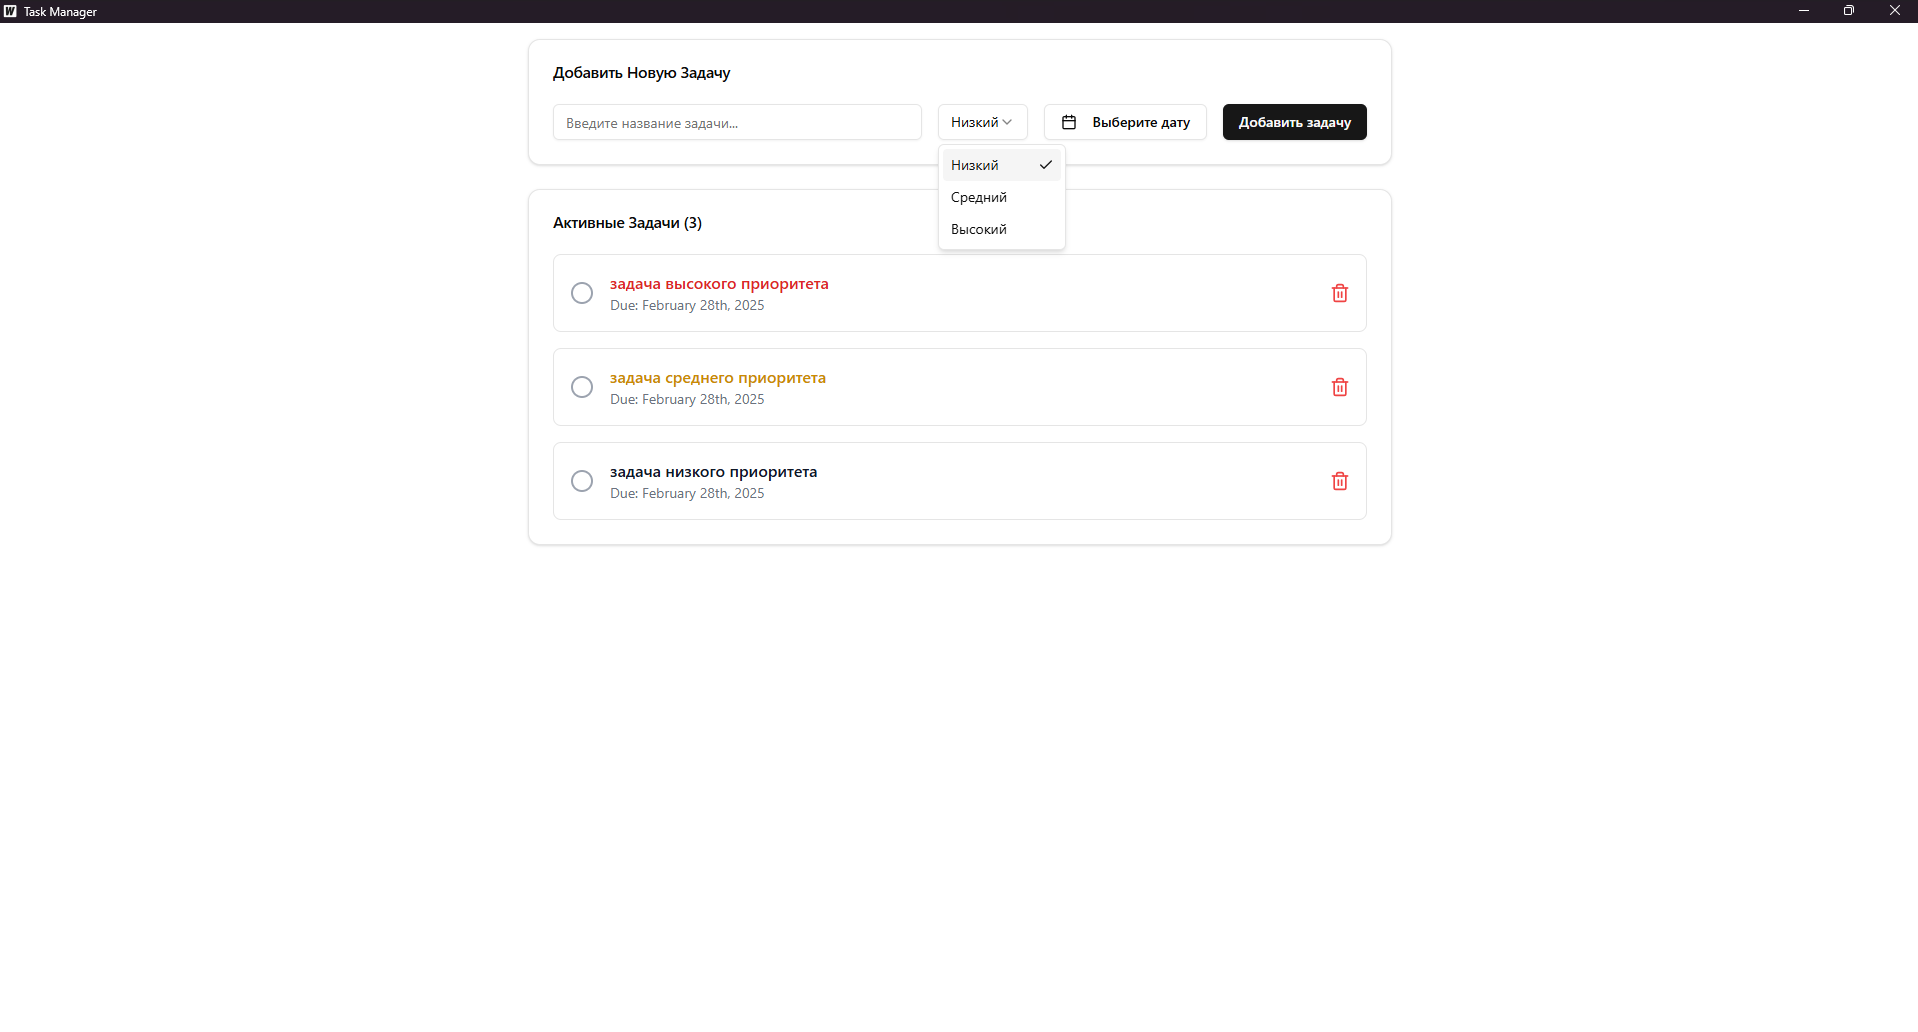 Task Manager
Добавить Новую Задачу
Введите название задачи...
Низкий
Выберите дату
Добавить задачу
Низкий
Средний
Высокий
Активные Задачи (3)
задача высокого приоритета
Due: February 28th, 2025
задача среднего приоритета
Due: February 28th, 2025
задача низкого приоритета
Due: February 28th, 2025